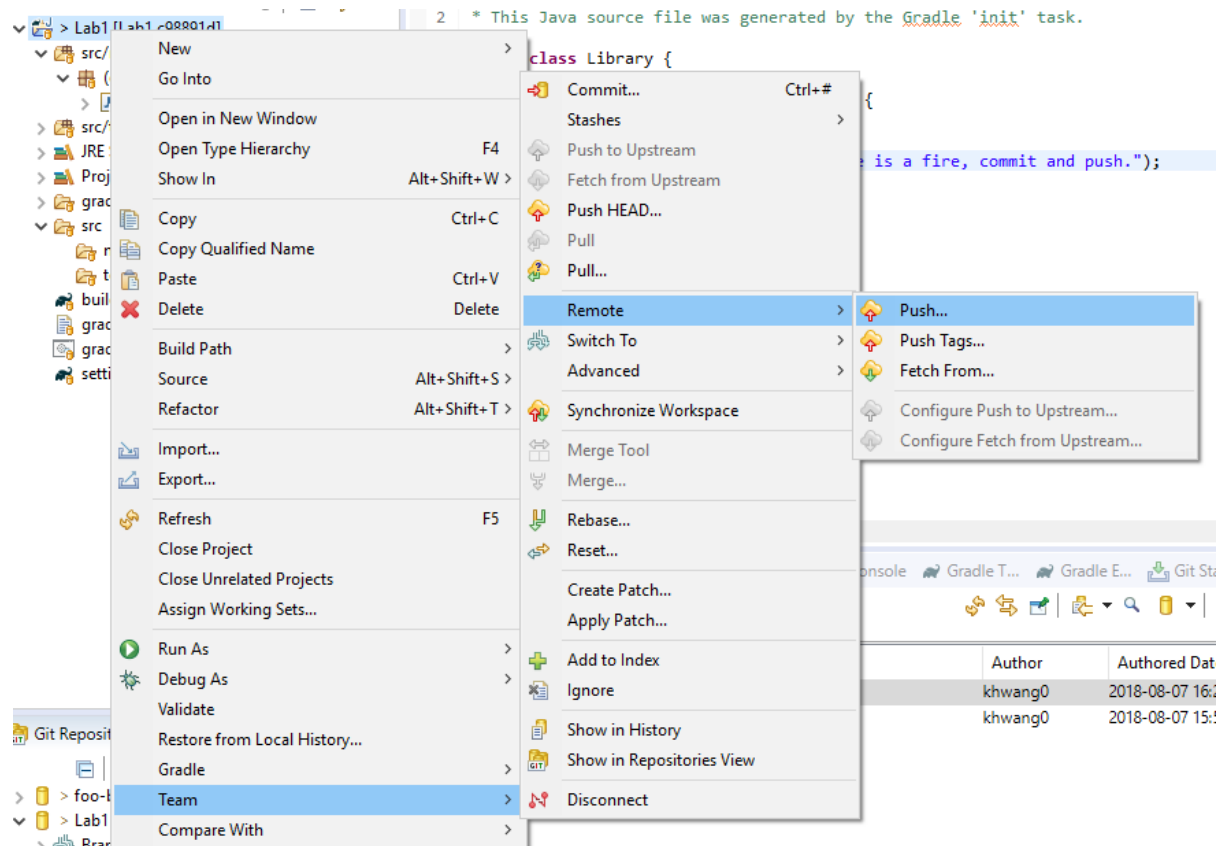 > Lab1 [Lab1 c98891d]
src/
JRE
Proj
src
2 * This Java source file was generated by the Gradle 'init' task.
class Library {
{
e is a fire, commit and push.");
New
Go Into
Open in New Window
Open Type Hierarchy F4
Show In Alt+Shift+W >
Copy Ctrl+C
Copy Qualified Name
Paste Ctrl+V
Delete Delete
Build Path
Source Alt+Shift+S >
Refactor Alt+Shift+T >
Import...
Export...
Refresh F5
Close Project
Close Unrelated Projects
Assign Working Sets...
Run As
Debug As
Validate
Restore from Local History...
Gradle
Team
Compare With
Commit... Ctrl+#
Stashes
Push to Upstream
Fetch from Upstream
Push HEAD...
Pull
Pull...
Remote
Switch To
Advanced
Synchronize Workspace
Merge Tool
Merge...
Rebase...
Reset...
Create Patch...
Apply Patch...
Add to Index
Ignore
Show in History
Show in Repositories View
Disconnect
Push...
Push Tags...
Fetch From...
Configure Push to Upstream...
Configure Fetch from Upstream...
onsole Gradle T... Gradle E... Git Sta
Author Authored Dat
khwang0 2018-08-07 16:2
khwang0 2018-08-07 15:5
Git Reposit
> foo-b
> Lab1